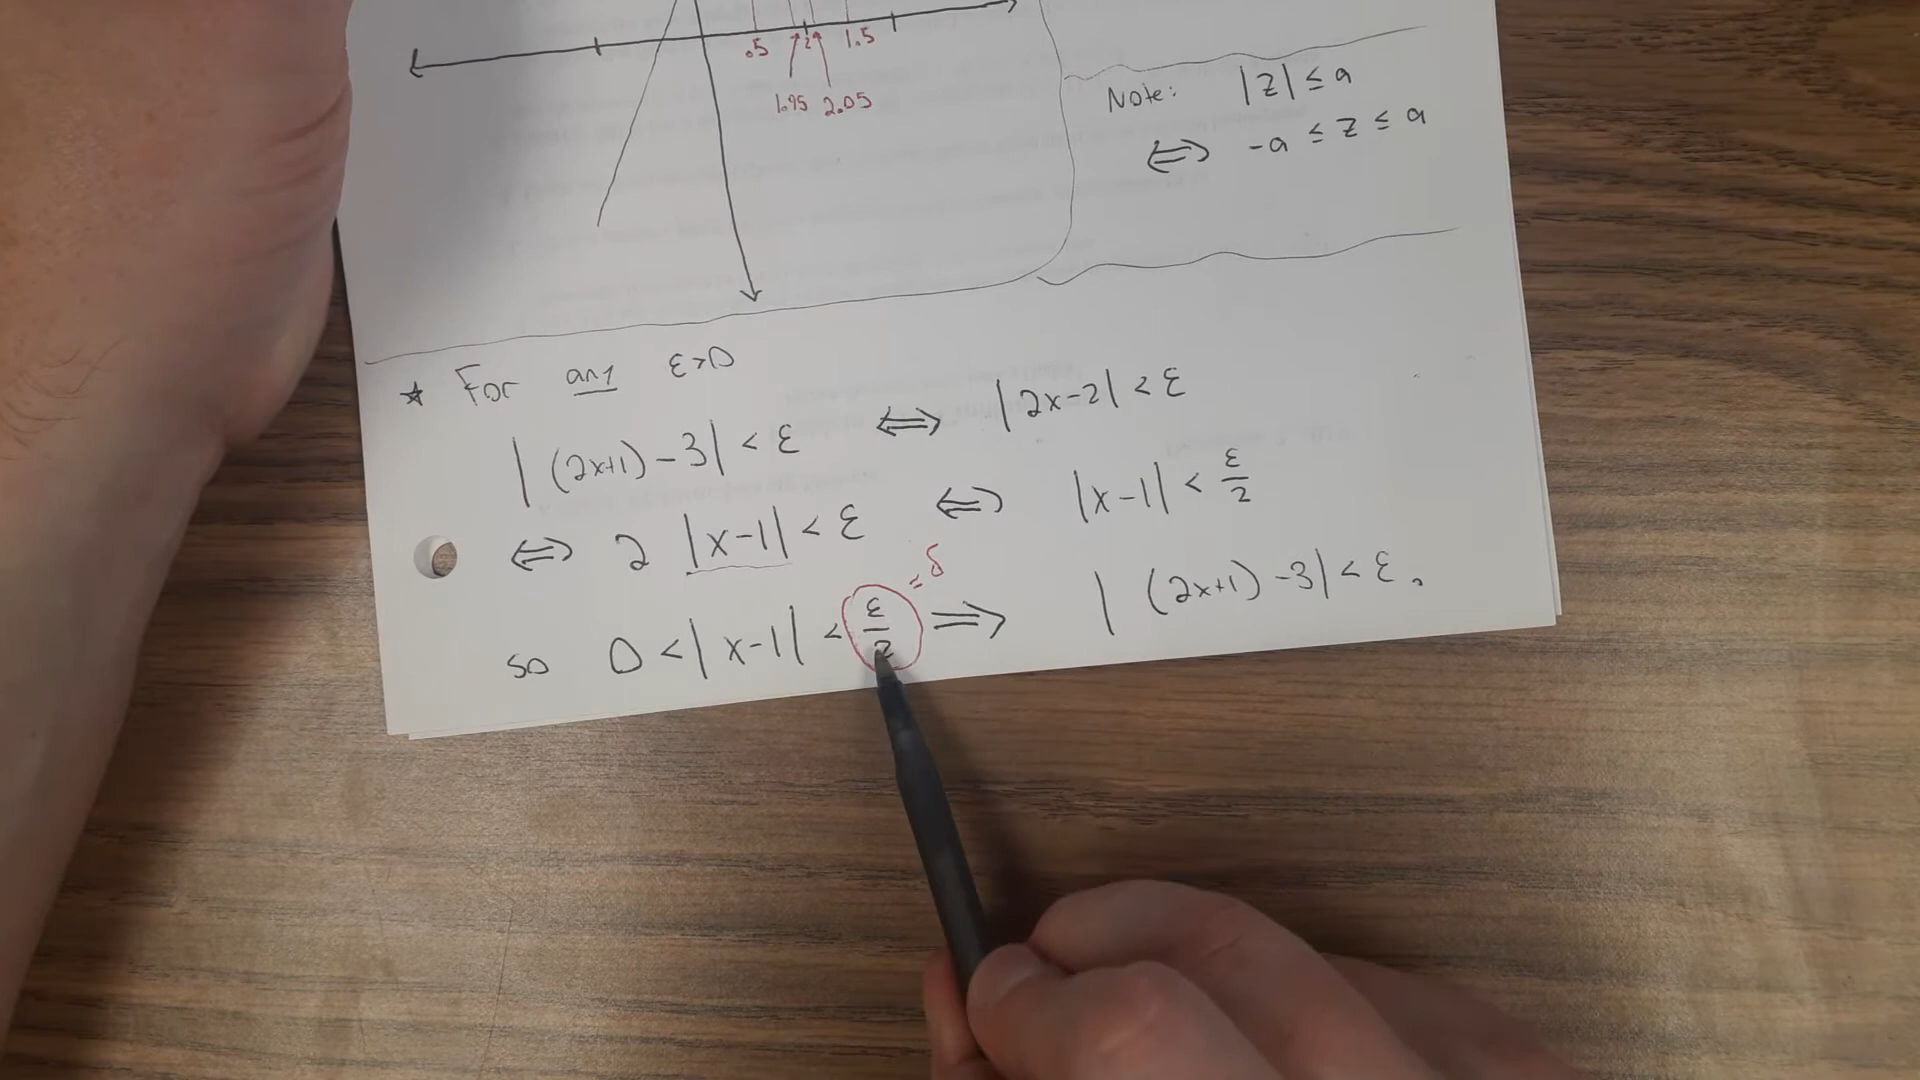 .5 2 1.5
1.95 2.05
Note: |z| ≤ a
⟺ -a ≤ z ≤ a
★ For any ε>0
| (2x+1) - 3| < ε ⟺ |2x-2| < ε
⟺ 2 |x-1| < ε ⟺ |x-1| < ε/2
so 0 < | x-1| < ε/2 = δ ⟹ | (2x+1) - 3| < ε.